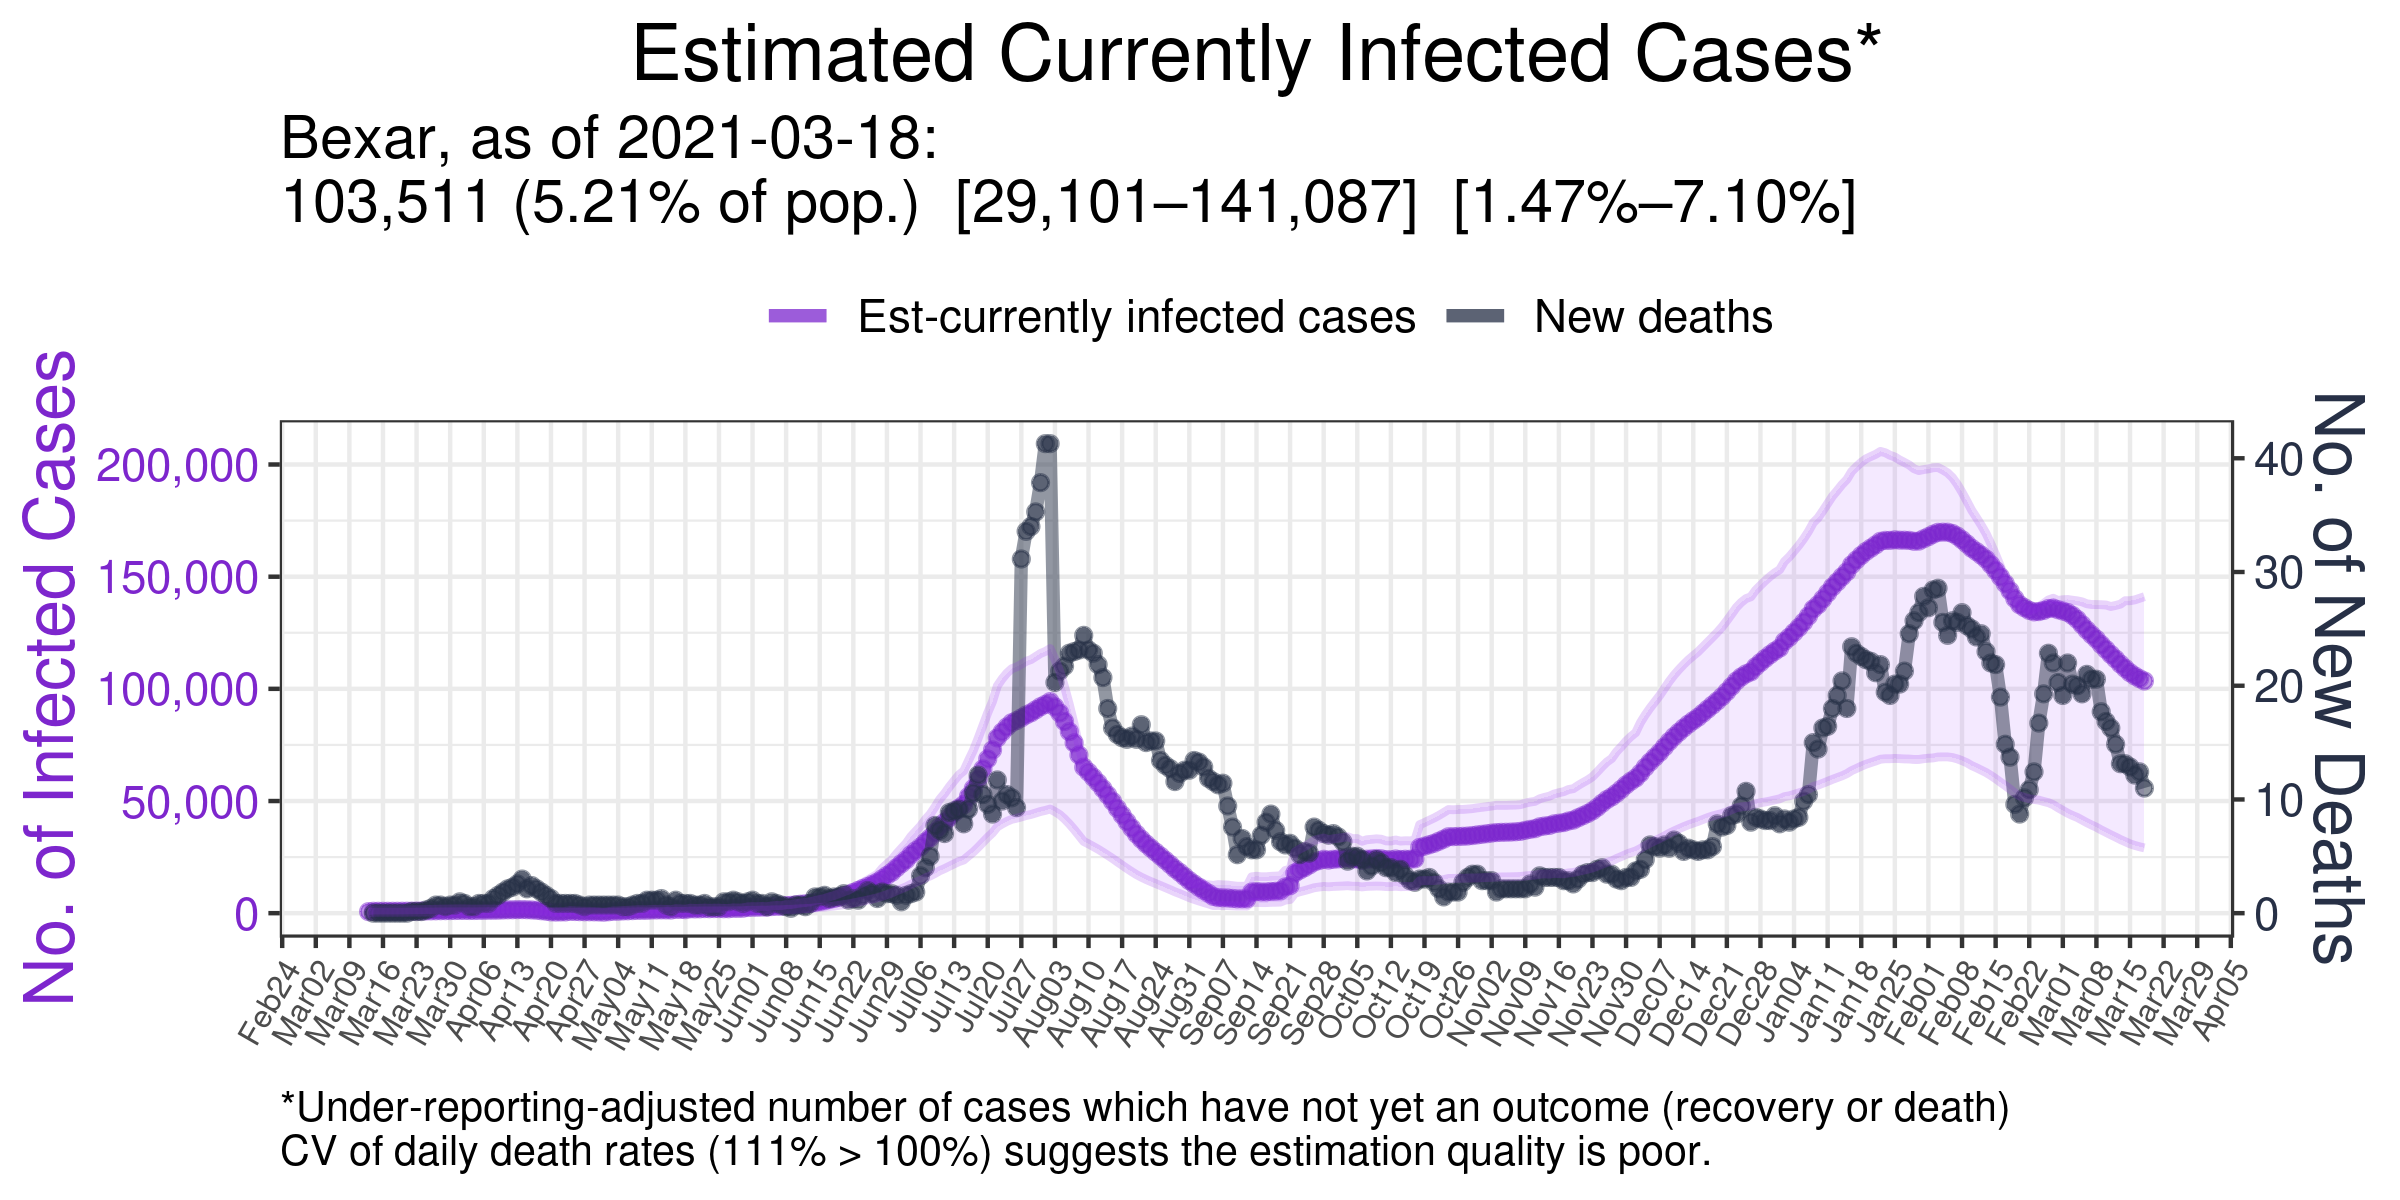 Estimated Currently Infected Cases*
Bexar, as of 2021-03-18:
103,511 (5.21% of pop.) [29,101–141,087] [1.47%–7.10%]
Est-currently infected cases
New deaths
No. of Infected Cases
200,000
150,000
100,000
50,000
0
40
30
20
10
0
No. of New Deaths
Feb24
Mar02
Mar09
Mar16
Mar23
Mar30
Apr06
Apr13
Apr20
Apr27
May04
May11
May18
May25
Jun01
Jun08
Jun15
Jun22
Jun29
Jul06
Jul13
Jul20
Jul27
Aug03
Aug10
Aug17
Aug24
Aug31
Sep07
Sep14
Sep21
Sep28
Oct05
Oct12
Oct19
Oct26
Nov02
Nov09
Nov16
Nov23
Nov30
Dec07
Dec14
Dec21
Dec28
Jan04
Jan11
Jan18
Jan25
Feb01
Feb08
Feb15
Feb22
Mar01
Mar08
Mar15
Mar22
Mar29
Apr05
*Under-reporting-adjusted number of cases which have not yet an outcome (recovery or death)
CV of daily death rates (111% > 100%) suggests the estimation quality is poor.